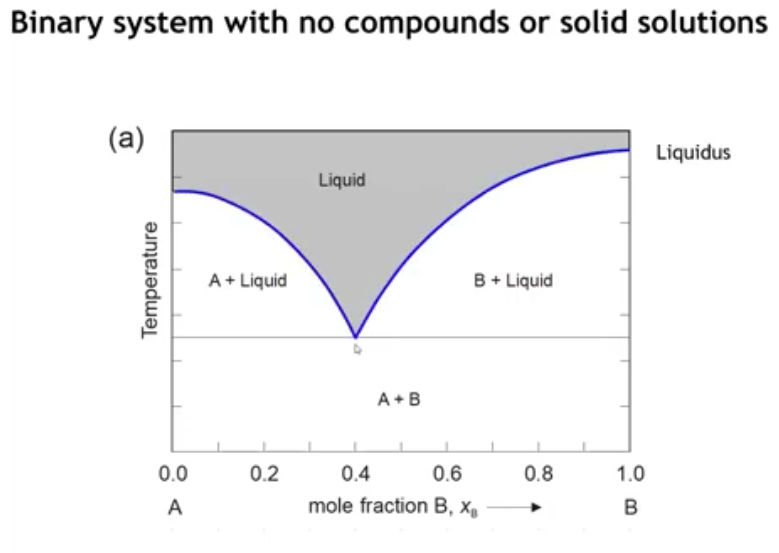 Binary system with no compounds or solid solutions
(a)
Liquidus
Liquid
Temperature
A + Liquid
B + Liquid
A + B
0.0 0.2 0.4 0.6 0.8 1.0
A mole fraction B, xB B